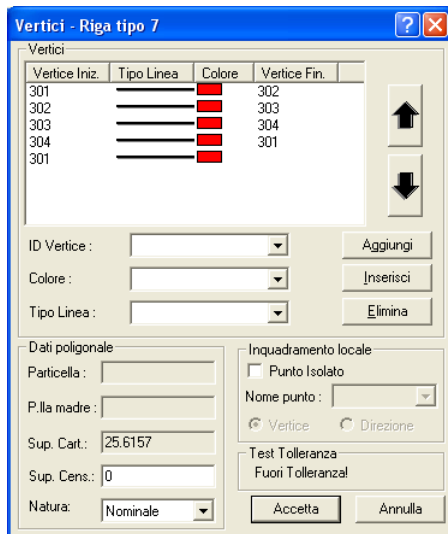 Vertici - Riga tipo 7
Vertici
Vertice Iniz. Tipo Linea Colore Vertice Fin.
301 302
302 303
303 304
304 301
301
ID Vertice :
Aggiungi
Colore :
Inserisci
Tipo Linea :
Elimina
Dati poligonale
Particella :
P.lla madre :
Sup. Cart.: 25.6157
Sup. Cens.: 0
Natura: Nominale
Inquadramento locale
Punto Isolato
Nome punto :
Vertice Direzione
Test Tolleranza
Fuori Tolleranza!
Accetta Annulla